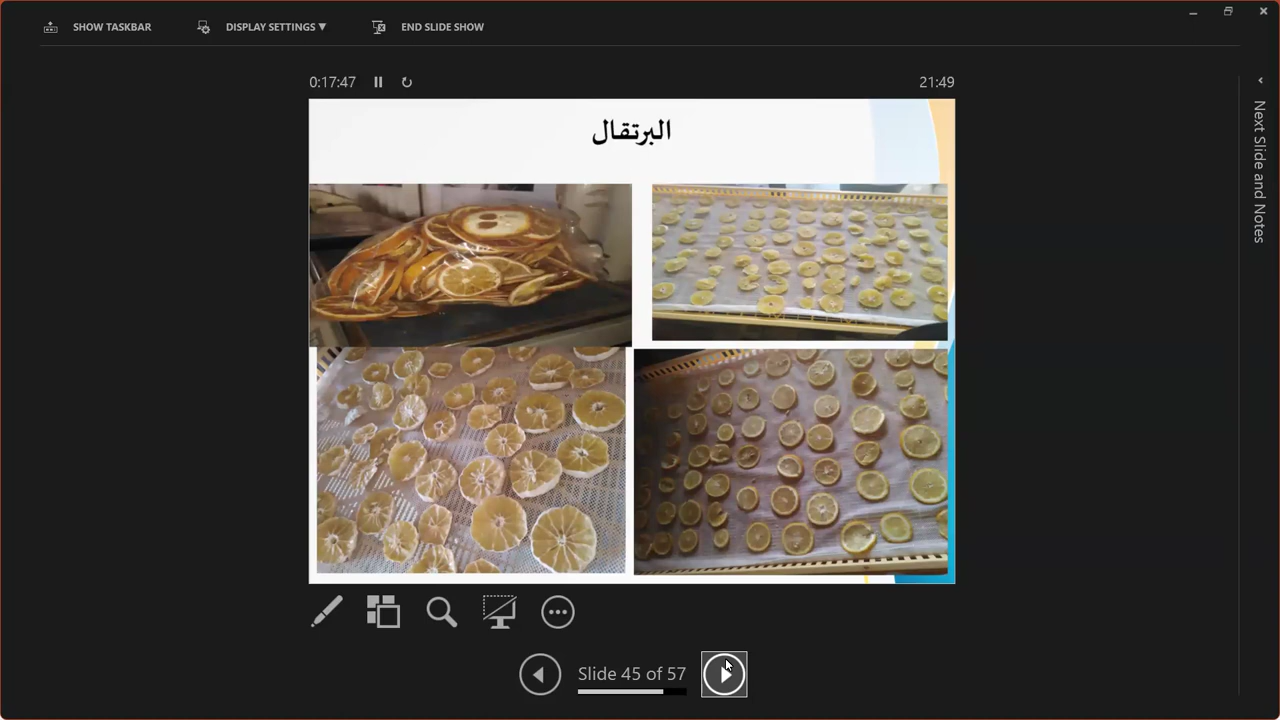 SHOW TASKBAR DISPLAY SETTINGS ▼ END SLIDE SHOW
0:17:47 21:49
البرتقال
Next Slide and Notes
Slide 45 of 57